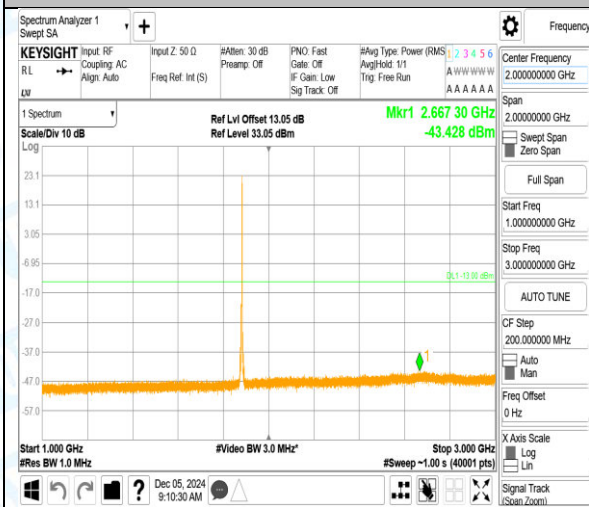 Spectrum Analyzer 1
Swept SA
+
Frequency
KEYSIGHT
RL
LXI
Input: RF
Coupling: AC
Align: Auto
Input Z: 50 Ω
Freq Ref: Int (S)
#Atten: 30 dB
Preamp: Off
PNO: Fast
Gate: Off
IF Gain: Low
Sig Track: Off
#Avg Type: Power (RMS
Avg|Hold: 1/1
Trig: Free Run
1 2 3 4 5 6
A W W W W W
A A A A A A
1 Spectrum
Scale/Div 10 dB
Log
Ref Lvl Offset 13.05 dB
Ref Level 33.05 dBm
Mkr1 2.667 30 GHz
-43.428 dBm
23.1
13.1
3.05
-6.95
DL1 -13.00 dBm
-17.0
-27.0
-37.0
1
-47.0
-57.0
Start 1.000 GHz
#Res BW 1.0 MHz
#Video BW 3.0 MHz*
Stop 3.000 GHz
#Sweep ~1.00 s (40001 pts)
?
Dec 05, 2024
9:10:30 AM
Center Frequency
2.000000000 GHz
Span
2.00000000 GHz
Swept Span
Zero Span
Full Span
Start Freq
1.000000000 GHz
Stop Freq
3.000000000 GHz
AUTO TUNE
CF Step
200.000000 MHz
Auto
Man
Freq Offset
0 Hz
X Axis Scale
Log
Lin
Signal Track
(Span Zoom)